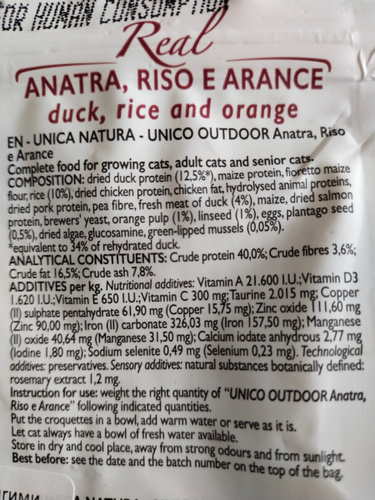 OR HUMAN CONSUMPTION
Real
ANATRA, RISO E ARANCE
duck, rice and orange
EN - UNICA NATURA - UNICO OUTDOOR Anatra, Riso
e Arance
Complete food for growing cats, adult cats and senior cats.
COMPOSITION: dried duck protein (12,5%*), maize protein, fioretto maize
flour, rice (10%), dried chicken protein, chicken fat, hydrolysed animal proteins,
dried pork protein, pea fibre, fresh meat of duck (4%), maize, dried salmon
protein, brewers' yeast, orange pulp (1%), linseed (1%), eggs, plantago seed
(0,5%), dried algae, glucosamine, green-lipped mussels (0,05%).
*equivalent to 34% of rehydrated duck.
ANALYTICAL CONSTITUENTS: Crude protein 40,0%; Crude fibres 3,6%;
Crude fat 16,5%; Crude ash 7,8%.
ADDITIVES per kg. Nutritional additives: Vitamin A 21.600 I.U.; Vitamin D3
1.620 I.U.; Vitamin E 650 I.U.; Vitamin C 300 mg; Taurine 2.015 mg; Copper
(II) sulphate pentahydrate 61,90 mg (Copper 15,75 mg); Zinc oxide 111,60 mg
(Zinc 90,00 mg); Iron (II) carbonate 326,03 mg (Iron 157,50 mg); Manganese
(II) oxide 40,64 mg (Manganese 31,50 mg); Calcium iodate anhydrous 2,77 mg
(Iodine 1,80 mg); Sodium selenite 0,49 mg (Selenium 0,23 mg). Technological
additives: preservatives. Sensory additives: natural substances botanically defined:
rosemary extract 1,2 mg.
Instruction for use: weight the right quantity of "UNICO OUTDOOR Anatra,
Riso e Arance" following indicated quantities.
Put the croquettes in a bowl, add warm water or serve as it is.
Let cat always have a bowl of fresh water available.
Store in dry and cool place, away from strong odours and from sunlight.
Best before: see the date and the batch number on the top of the bag.